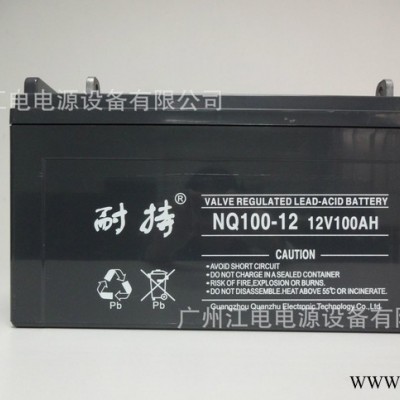 江电电源设备有限公司
VALVE REGULATED LEAD-ACID BATTERY
耐持®
NQ100-12 12V100AH
CAUTION
• AVOID SHORT CIRCUIT
• DO NOT CHARGE IN A SEALED CONTAINER
• RISK OF FIRE,EXPLOSION OR BURNS.
• DO NOT DISASSEMBLE.HEAT ABOVE 55°C OR INCINERATE.
Pb Pb
Guangzhou Quanzhu Electronic Technology Co.,Ltd.
广州江电电源设备有限
www